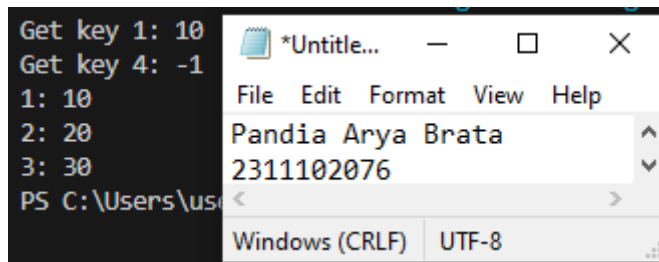 Get key 1: 10
Get key 4: -1
1: 10
2: 20
3: 30
PS C:\Users\use
*Untitle...
File Edit Format View Help
Pandia Arya Brata
2311102076
Windows (CRLF) UTF-8